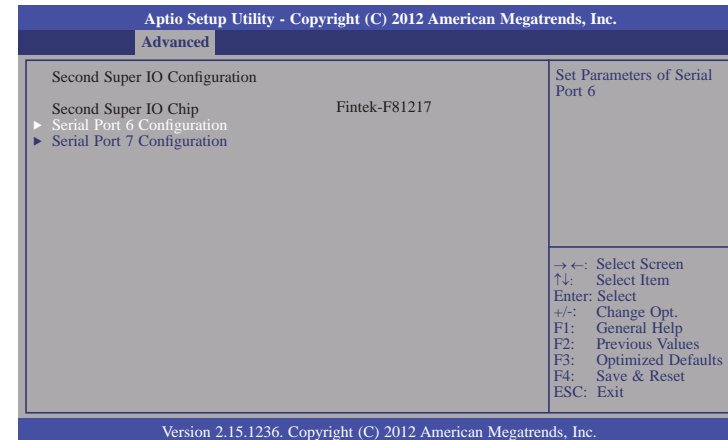 Aptio Setup Utility - Copyright (C) 2012 American Megatrends, Inc.
Advanced
Second Super IO Configuration
Second Super IO Chip Fintek-F81217
► Serial Port 6 Configuration
► Serial Port 7 Configuration
Set Parameters of Serial
Port 6
→←: Select Screen
↑↓: Select Item
Enter: Select
+/-: Change Opt.
F1: General Help
F2: Previous Values
F3: Optimized Defaults
F4: Save & Reset
ESC: Exit
Version 2.15.1236. Copyright (C) 2012 American Megatrends, Inc.